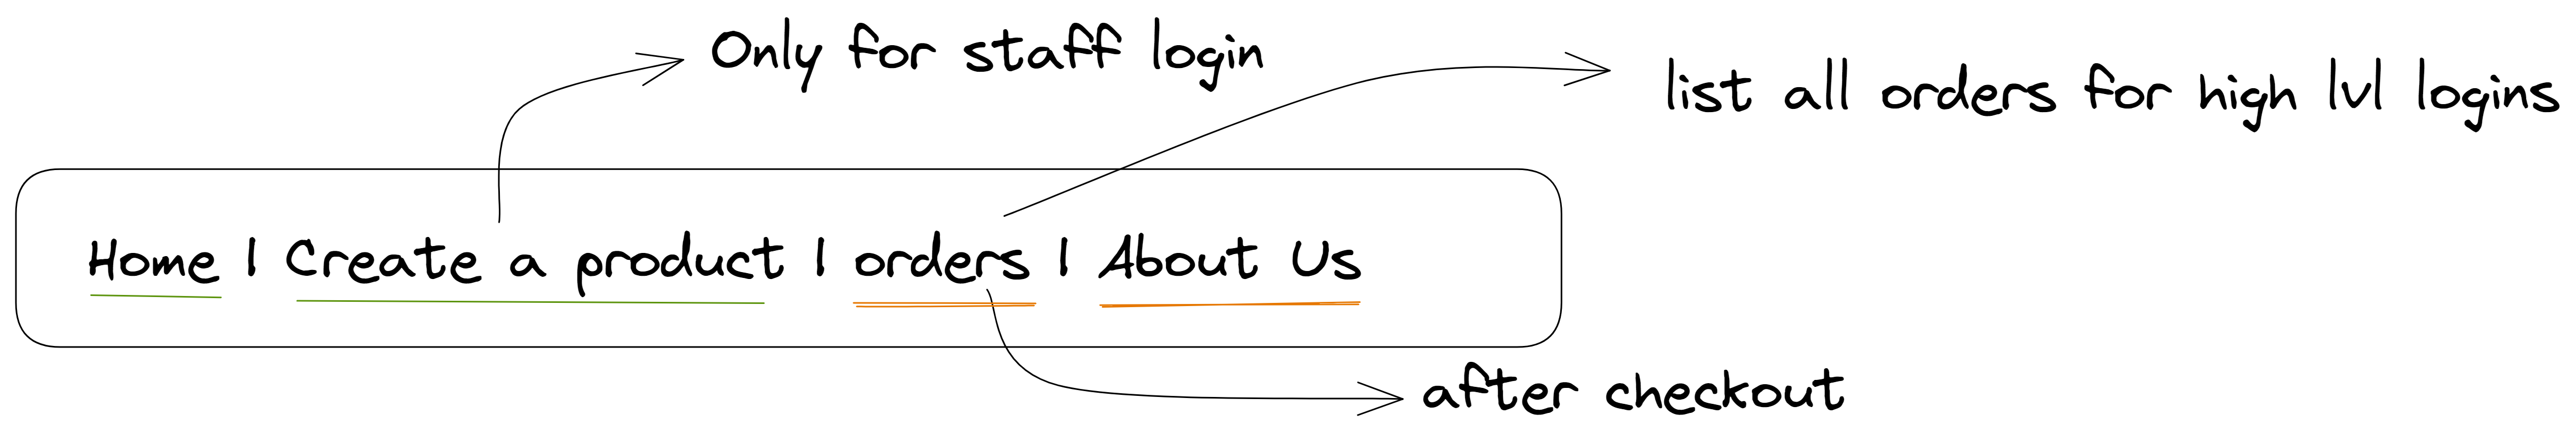 Only for staff login
list all orders for high lvl logins
Home | Create a product | orders | About Us
after checkout